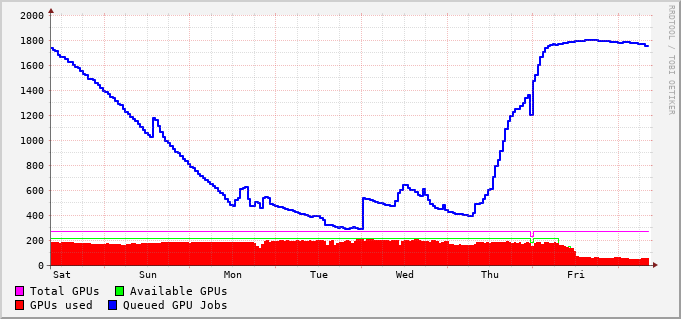 2000
1800
1600
1400
1200
1000
800
600
400
200
0
Sat Sun Mon Tue Wed Thu Fri
Total GPUs Available GPUs
GPUs used Queued GPU Jobs
RRDTOOL / TOBI OETIKER